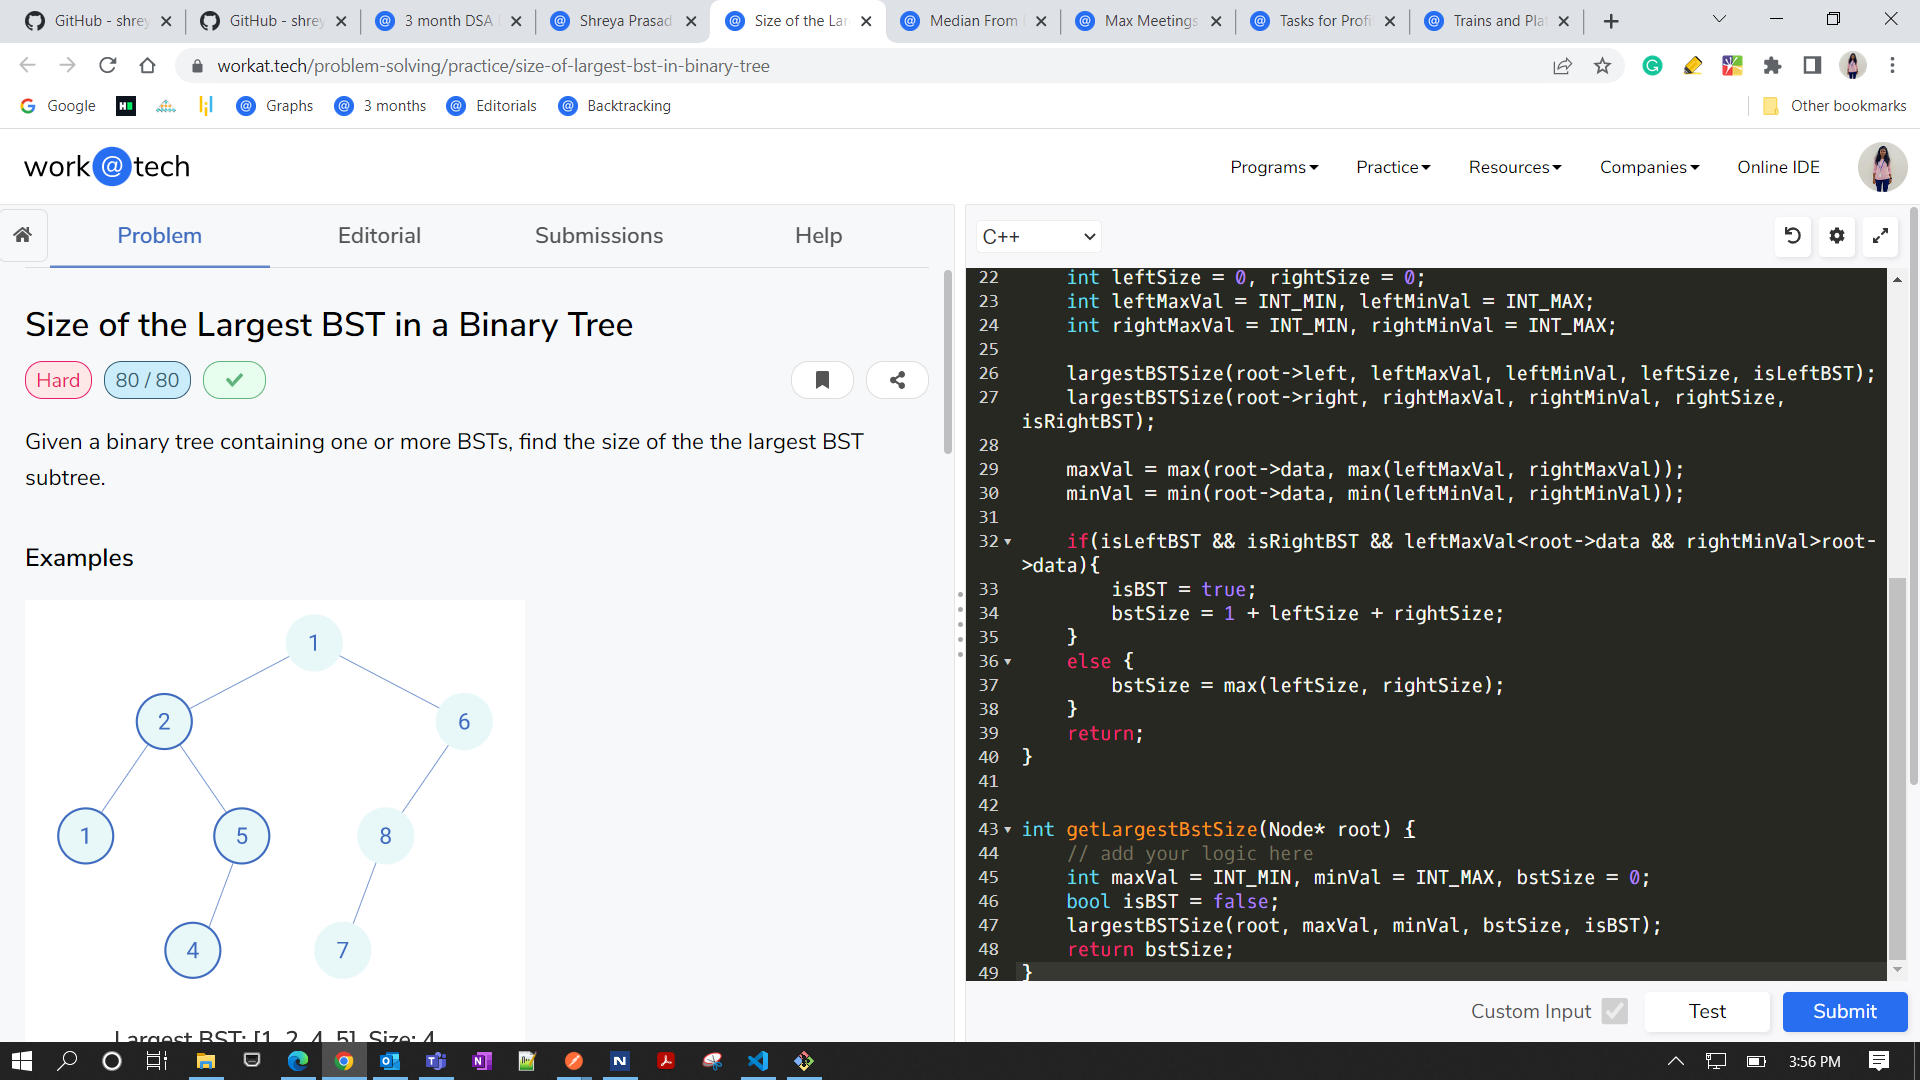 GitHub - shrey
GitHub - shrey
3 month DSA
Shreya Prasad
Size of the Lar
Median From
Max Meetings
Tasks for Profi
Trains and Plat
workat.tech/problem-solving/practice/size-of-largest-bst-in-binary-tree
Google
Graphs
3 months
Editorials
Backtracking
Other bookmarks
work@tech
Programs
Practice
Resources
Companies
Online IDE
Problem
Editorial
Submissions
Help
C++
Size of the Largest BST in a Binary Tree
Hard
80 / 80
Given a binary tree containing one or more BSTs, find the size of the the largest BST
subtree.
Examples
1
2
6
1
5
8
4
7
Largest BST: [1, 2, 4, 5], Size: 4
22 int leftSize = 0, rightSize = 0;
23 int leftMaxVal = INT_MIN, leftMinVal = INT_MAX;
24 int rightMaxVal = INT_MIN, rightMinVal = INT_MAX;
25
26 largestBSTSize(root->left, leftMaxVal, leftMinVal, leftSize, isLeftBST);
27 largestBSTSize(root->right, rightMaxVal, rightMinVal, rightSize,
isRightBST);
28
29 maxVal = max(root->data, max(leftMaxVal, rightMaxVal));
30 minVal = min(root->data, min(leftMinVal, rightMinVal));
31
32 if(isLeftBST && isRightBST && leftMaxVal<root->data && rightMinVal>root-
>data){
33 isBST = true;
34 bstSize = 1 + leftSize + rightSize;
35 }
36 else {
37 bstSize = max(leftSize, rightSize);
38 }
39 return;
40 }
41
42
43 int getLargestBstSize(Node* root) {
44 // add your logic here
45 int maxVal = INT_MIN, minVal = INT_MAX, bstSize = 0;
46 bool isBST = false;
47 largestBSTSize(root, maxVal, minVal, bstSize, isBST);
48 return bstSize;
49 }
Custom Input
Test
Submit
3:56 PM